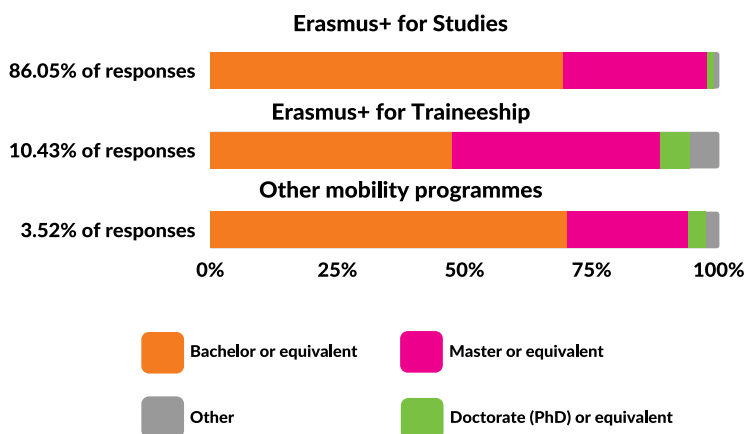 Erasmus+ for Studies
86.05% of responses
Erasmus+ for Traineeship
10.43% of responses
Other mobility programmes
3.52% of responses
0% 25% 50% 75% 100%
Bachelor or equivalent Master or equivalent
Other Doctorate (PhD) or equivalent